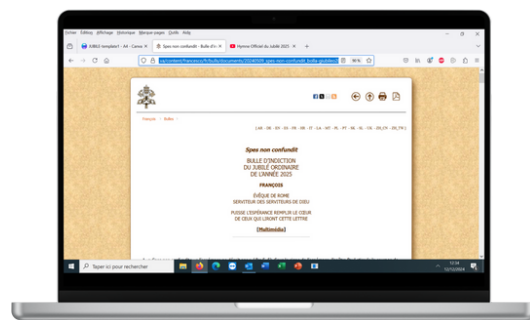 Fichier Édition Affichage Historique Marque-pages Outils Aide
JUBILÉ template1 - A4 - Canva
Spes non confundit - Bulle d'in
Hymne Officiel du Jubilé 2025
Français - Bulles -
Spes non confundit
BULLE D'INDICTION
DU JUBILÉ ORDINAIRE
DE L'ANNÉE 2025
FRANÇOIS
ÉVÊQUE DE ROME
SERVITEUR DES SERVITEURS DE DIEU
PUISSE L'ESPÉRANCE REMPLIR LE CŒUR
DE CEUX QUI LIRONT CETTE LETTRE
(Multimédia)
Taper ici pour rechercher